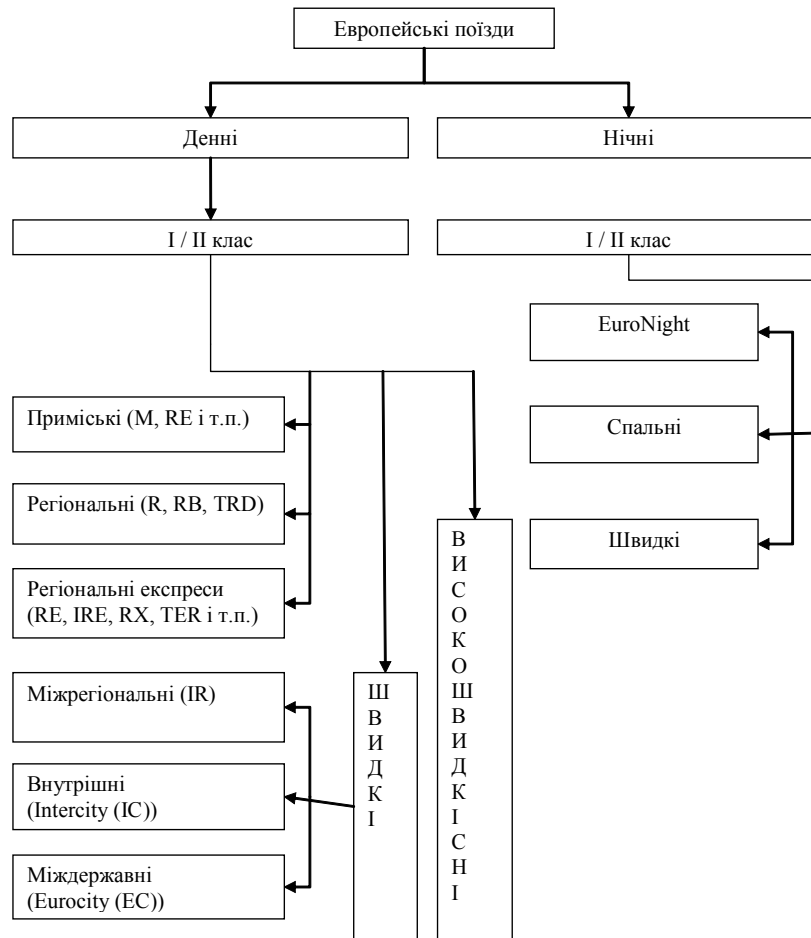 Европейські поїзди
Денні
Нічні
I / II клас
I / II клас
EuroNight
Спальні
Швидкі
Приміські (M, RE і т.п.)
Регіональні (R, RB, TRD)
Регіональні експреси
(RE, IRE, RX, TER і т.п.)
Міжрегіональні (IR)
Внутрішні
(Intercity (IC))
Міждержавні
(Eurocity (EC))
ШВИДКІ
ВИСОКОШВИДКІСНІ